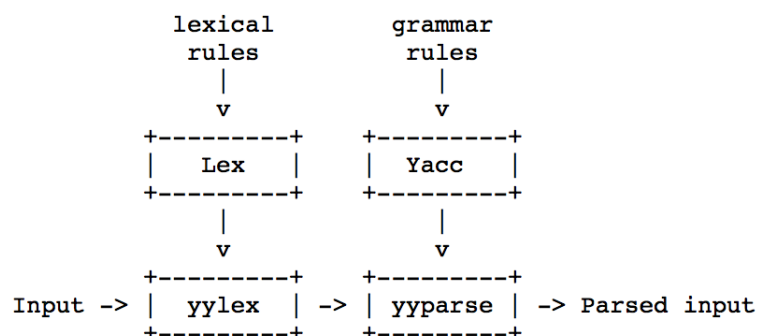 lexical        grammar
           rules          rules
             |              |
             v              v
        +---------+    +---------+
        |   Lex   |    |  Yacc   |
        +---------+    +---------+
             |              |
             v              v
        +---------+    +---------+
Input -> |  yylex  | -> | yyparse | -> Parsed input
        +---------+    +---------+